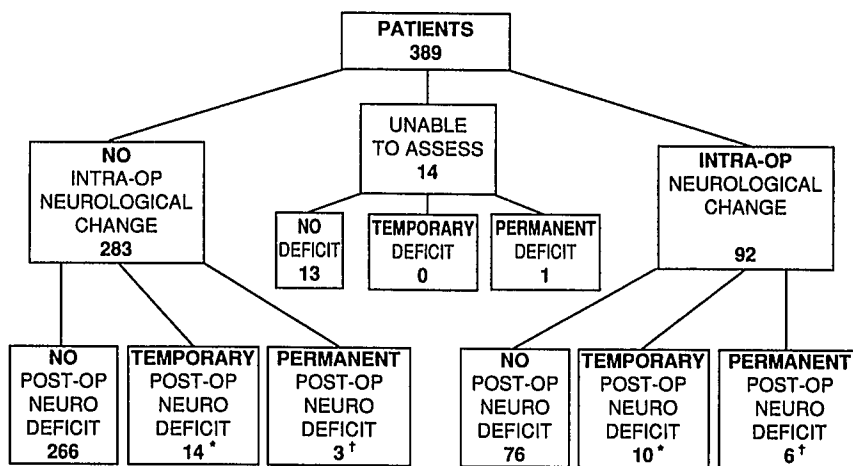 PATIENTS
389
UNABLE
TO ASSESS
14
NO
INTRA-OP
NEUROLOGICAL
CHANGE
283
INTRA-OP
NEUROLOGICAL
CHANGE
92
NO
DEFICIT
13
TEMPORARY
DEFICIT
0
PERMANENT
DEFICIT
1
NO
POST-OP
NEURO
DEFICIT
266
TEMPORARY
POST-OP
NEURO
DEFICIT
14*
PERMANENT
POST-OP
NEURO
DEFICIT
3†
NO
POST-OP
NEURO
DEFICIT
76
TEMPORARY
POST-OP
NEURO
DEFICIT
10*
PERMANENT
POST-OP
NEURO
DEFICIT
6†